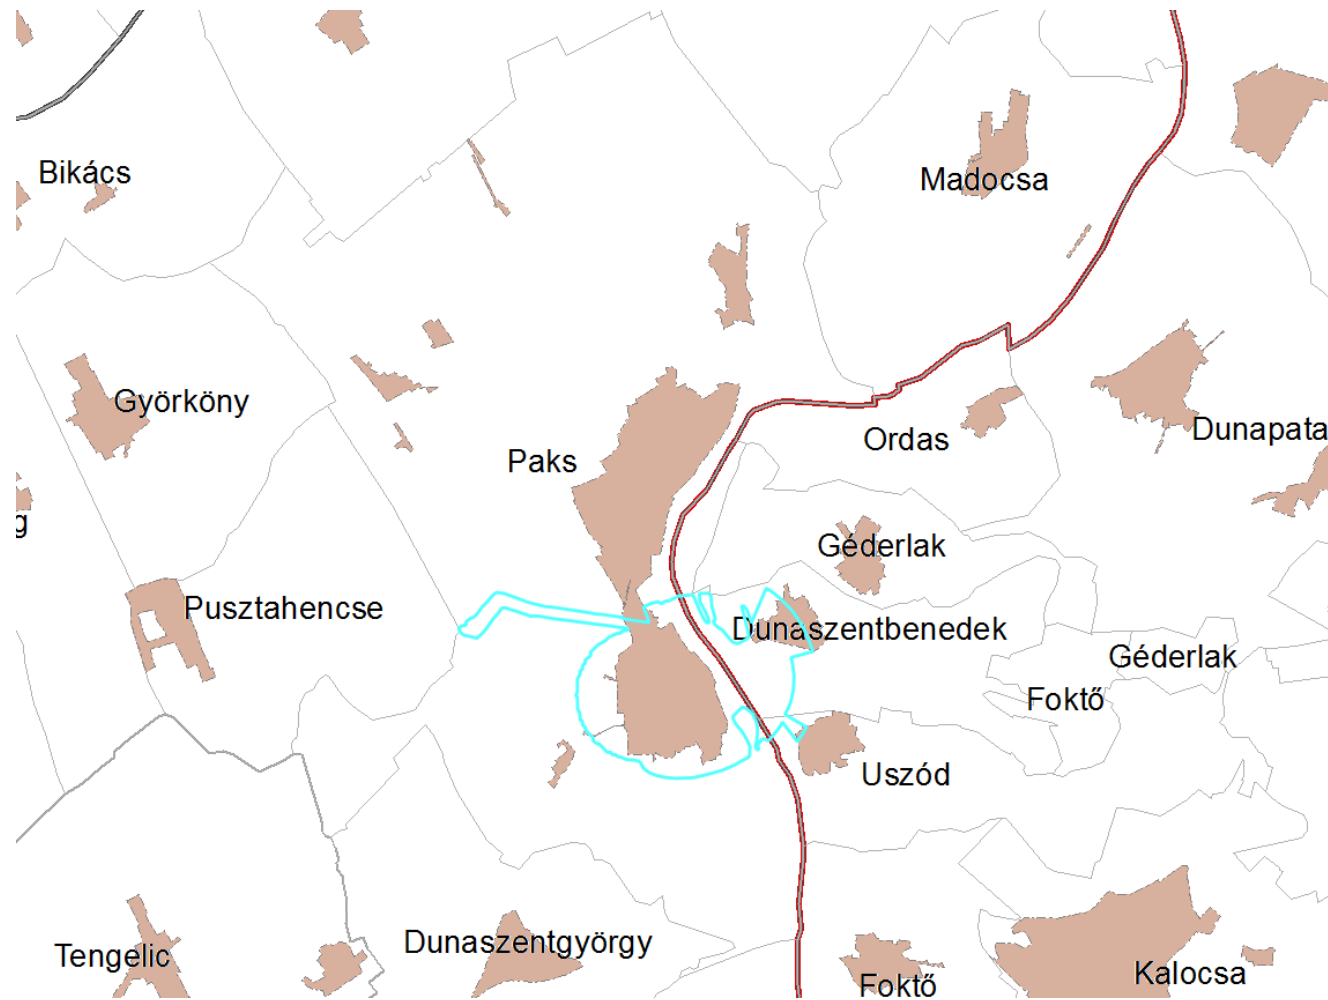 Bikács
Madocsa
Györköny
Dunapata
Ordas
Paks
g
Géderlak
Pusztahencse
Dunaszentbenedek
Géderlak
Foktő
Uszód
Dunaszentgyörgy
Tengelic
Kalocsa
Foktő